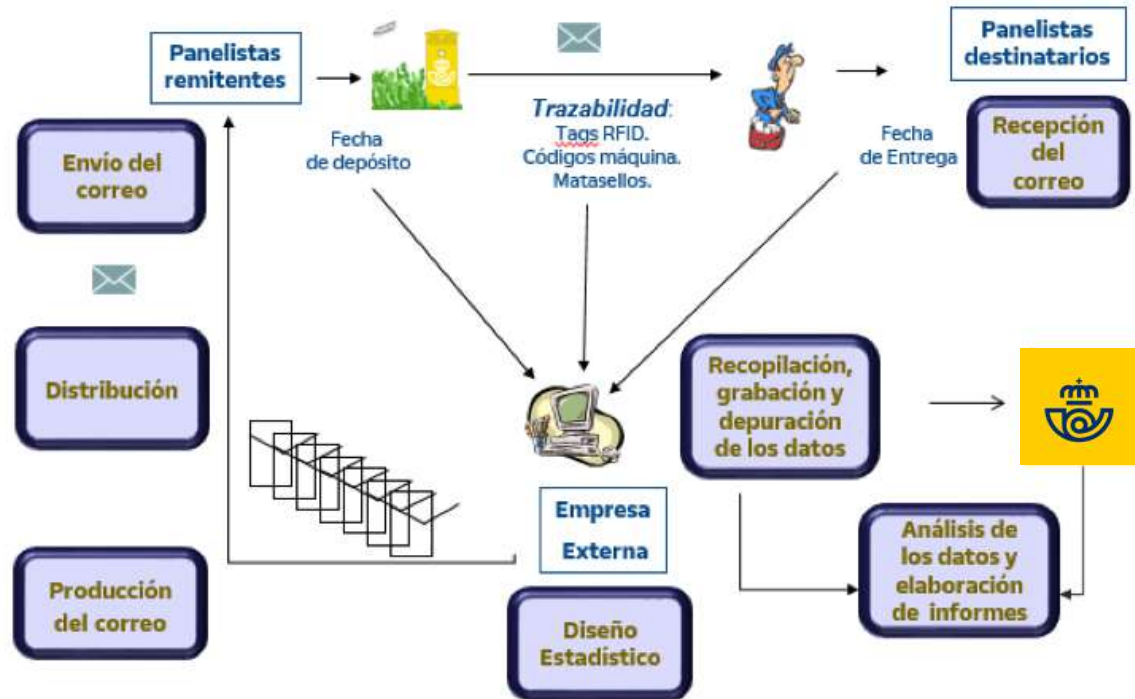 Panelistas
remitentes
Panelistas
destinatarios
Trazabilidad:
Tags RFID.
Códigos máquina.
Matasellos.
Fecha
de depósito
Fecha
de Entrega
Envío del
correo
Recepción
del
correo
Distribución
Recopilación,
grabación y
depuración
de los datos
Empresa
Externa
Análisis de
los datos y
elaboración
de informes
Producción
del correo
Diseño
Estadístico